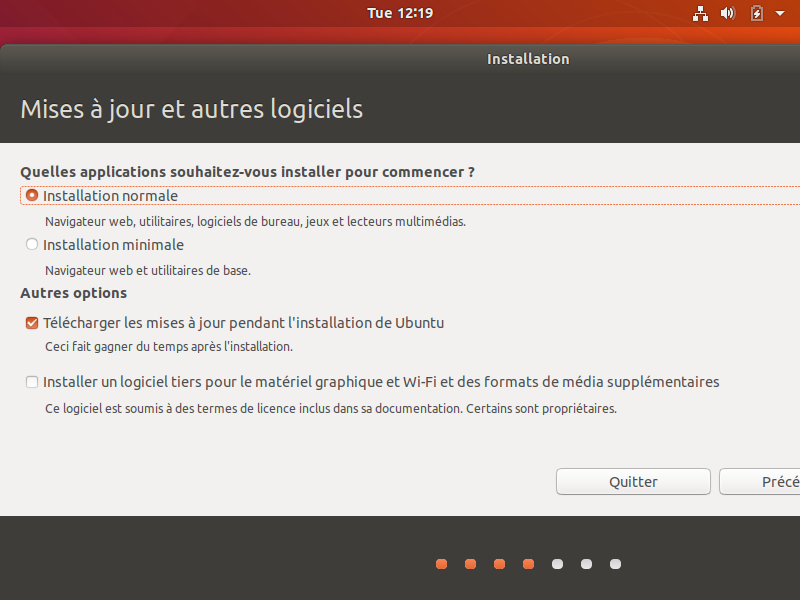 Tue 12:19
Installation
Mises à jour et autres logiciels
Quelles applications souhaitez-vous installer pour commencer ?
Installation normale
Navigateur web, utilitaires, logiciels de bureau, jeux et lecteurs multimédias.
Installation minimale
Navigateur web et utilitaires de base.
Autres options
Télécharger les mises à jour pendant l'installation de Ubuntu
Ceci fait gagner du temps après l'installation.
Installer un logiciel tiers pour le matériel graphique et Wi-Fi et des formats de média supplémentaires
Ce logiciel est soumis à des termes de licence inclus dans sa documentation. Certains sont propriétaires.
Quitter Précé